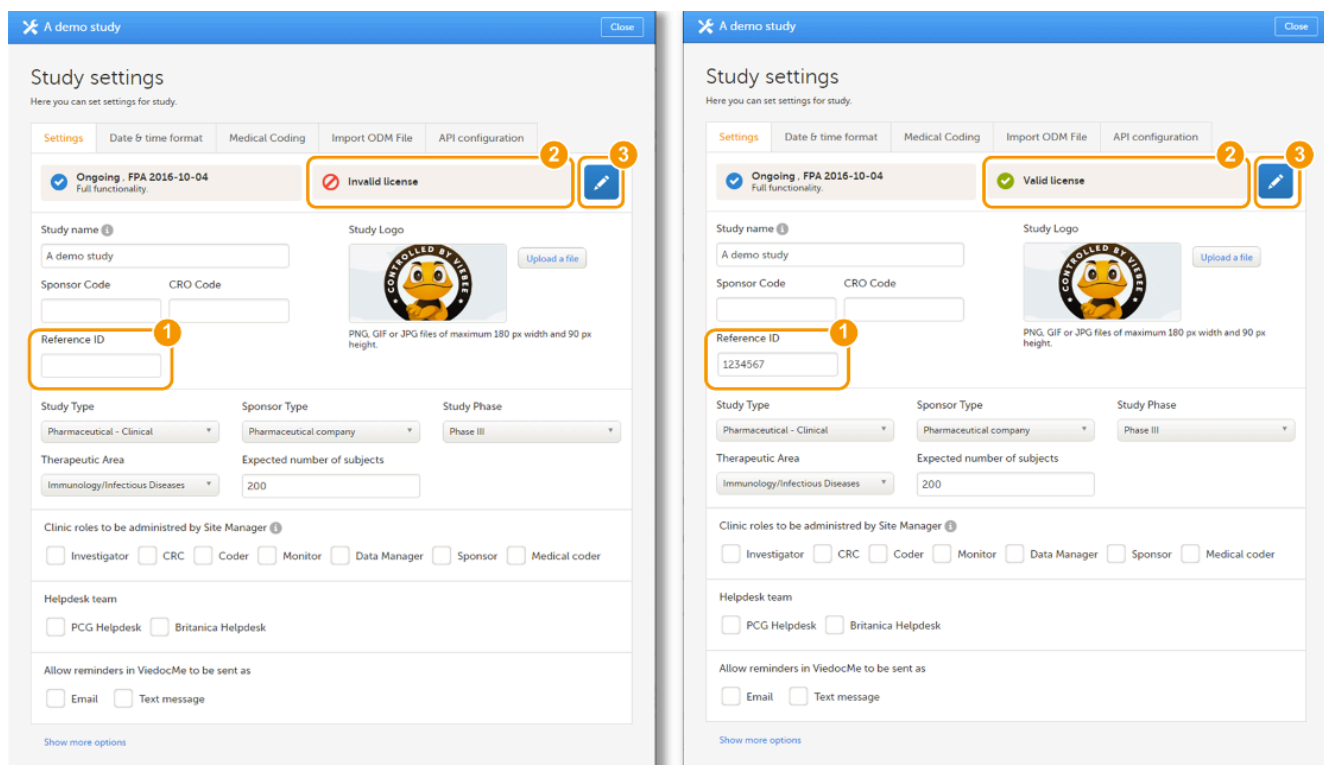 A demo study Close
Study settings
Here you can set settings for study.
Settings Date & time format Medical Coding Import ODM File API configuration
2 3
Ongoing , FPA 2016-10-04
Full functionality.
Invalid license
Study name Study Logo
A demo study
CONTROLLED BY VIEBEE
Upload a file
Sponsor Code CRO Code
PNG, GIF or JPG files of maximum 180 px width and 90 px
height.
1
Reference ID
Study Type Sponsor Type Study Phase
Pharmaceutical - Clinical Pharmaceutical company Phase III
Therapeutic Area Expected number of subjects
Immunology/Infectious Diseases 200
Clinic roles to be administred by Site Manager
Investigator CRC Coder Monitor Data Manager Sponsor Medical coder
Helpdesk team
PCG Helpdesk Britanica Helpdesk
Allow reminders in ViedocMe to be sent as
Email Text message
Show more options
A demo study Close
Study settings
Here you can set settings for study.
Settings Date & time format Medical Coding Import ODM File API configuration
2 3
Ongoing , FPA 2016-10-04
Full functionality.
Valid license
Study name Study Logo
A demo study
CONTROLLED BY VIEBEE
Upload a file
Sponsor Code CRO Code
PNG, GIF or JPG files of maximum 180 px width and 90 px
height.
1
Reference ID
1234567
Study Type Sponsor Type Study Phase
Pharmaceutical - Clinical Pharmaceutical company Phase III
Therapeutic Area Expected number of subjects
Immunology/Infectious Diseases 200
Clinic roles to be administred by Site Manager
Investigator CRC Coder Monitor Data Manager Sponsor Medical coder
Helpdesk team
PCG Helpdesk Britanica Helpdesk
Allow reminders in ViedocMe to be sent as
Email Text message
Show more options